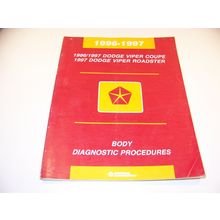 1996-1997
1996/1997 DODGE VIPER COUPE
1997 DODGE VIPER ROADSTER
BODY
DIAGNOSTIC PROCEDURES